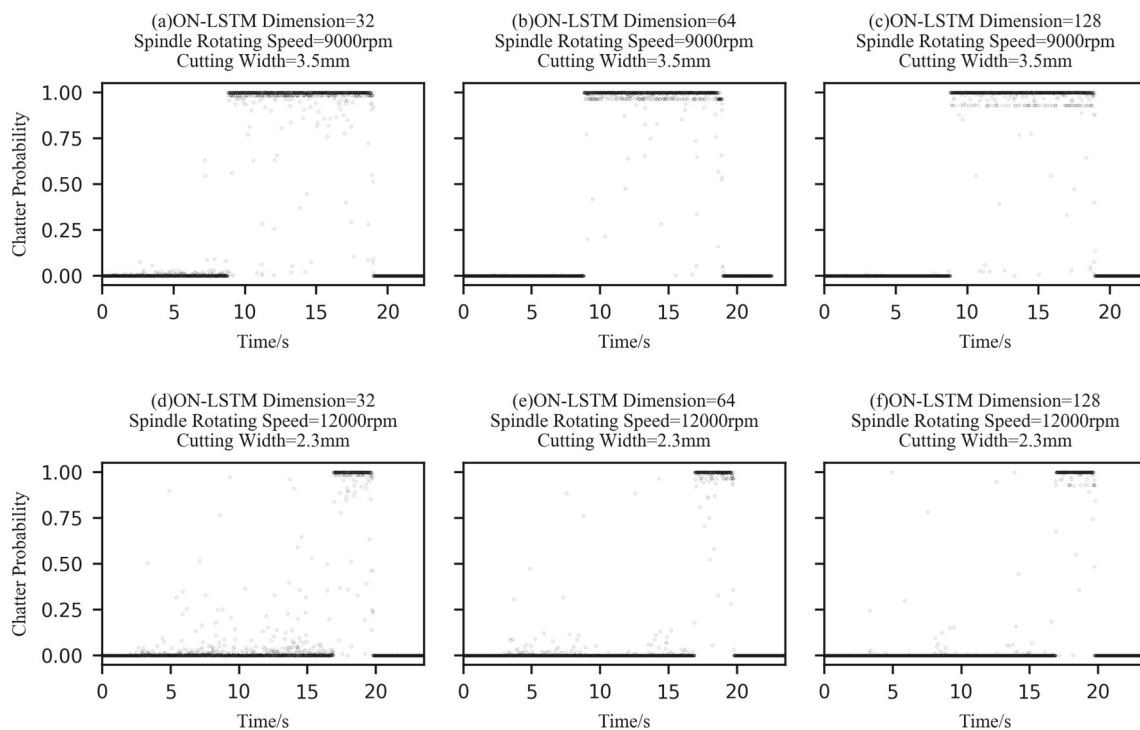 (a)ON-LSTM Dimension=32
Spindle Rotating Speed=9000rpm
Cutting Width=3.5mm
(b)ON-LSTM Dimension=64
Spindle Rotating Speed=9000rpm
Cutting Width=3.5mm
(c)ON-LSTM Dimension=128
Spindle Rotating Speed=9000rpm
Cutting Width=3.5mm
Chatter Probability
1.00
0.75
0.50
0.25
0.00
0 5 10 15 20
0 5 10 15 20
0 5 10 15 20
Time/s
Time/s
Time/s
(d)ON-LSTM Dimension=32
Spindle Rotating Speed=12000rpm
Cutting Width=2.3mm
(e)ON-LSTM Dimension=64
Spindle Rotating Speed=12000rpm
Cutting Width=2.3mm
(f)ON-LSTM Dimension=128
Spindle Rotating Speed=12000rpm
Cutting Width=2.3mm
Chatter Probability
1.00
0.75
0.50
0.25
0.00
0 5 10 15 20
0 5 10 15 20
0 5 10 15 20
Time/s
Time/s
Time/s